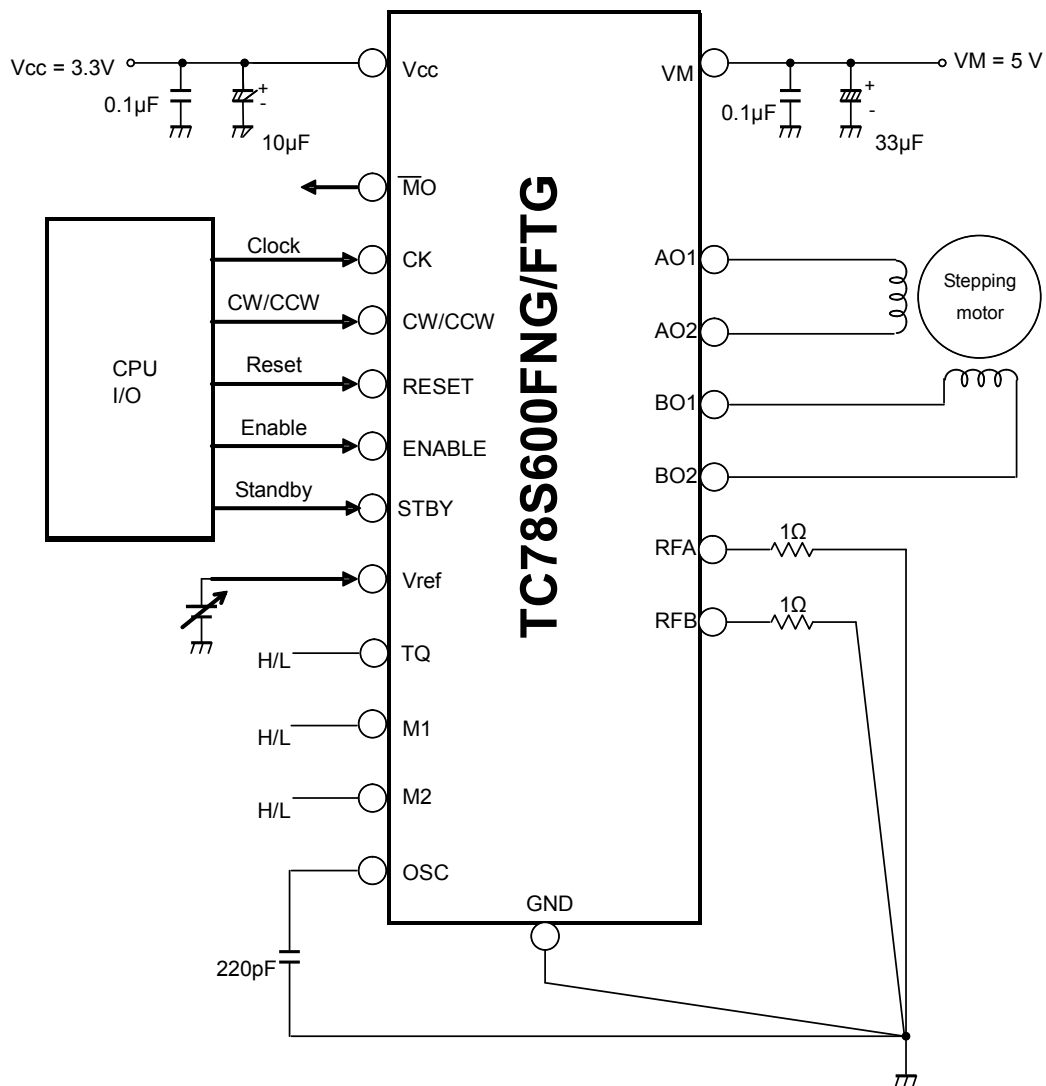 Vcc = 3.3V
0.1µF
+
-
10µF
Vcc
VM
VM = 5 V
0.1µF
+
-
33µF
M̅O
CPU
I/O
Clock
CW/CCW
Reset
Enable
Standby
CK
CW/CCW
RESET
ENABLE
STBY
Vref
H/L
TQ
H/L
M1
H/L
M2
OSC
220pF
GND
TC78S600FNG/FTG
AO1
AO2
BO1
BO2
RFA
RFB
Stepping
motor
1Ω
1Ω